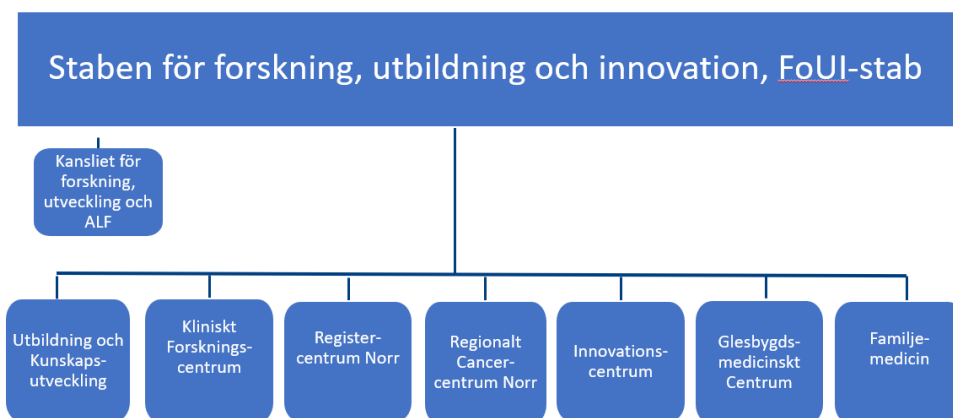 Staben för forskning, utbildning och innovation, FoUI-stab
Kansliet för
forskning,
utveckling och
ALF
Utbildning och
Kunskaps-
utveckling
Kliniskt
Forsknings-
centrum
Register-
centrum Norr
Regionalt
Cancer-
centrum Norr
Innovations-
centrum
Glesbygds-
medicinskt
Centrum
Familje-
medicin